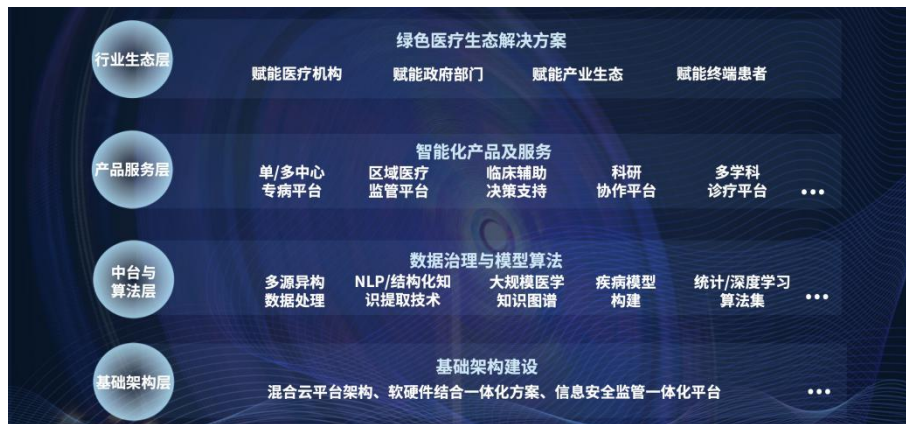 行业生态层
绿色医疗生态解决方案
赋能医疗机构 赋能政府部门 赋能产业生态 赋能终端患者
产品服务层
智能化产品及服务
单/多中心 区域医疗 临床辅助 科研 多学科
专病平台 监管平台 决策支持 协作平台 诊疗平台 •••
中台与
算法层
数据治理与模型算法
多源异构 NLP/结构化知 大规模医学 疾病模型 统计/深度学习
数据处理 识提取技术 知识图谱 构建 算法集 •••
基础架构层
基础架构建设
混合云平台架构、软硬件结合一体化方案、信息安全监管一体化平台 •••